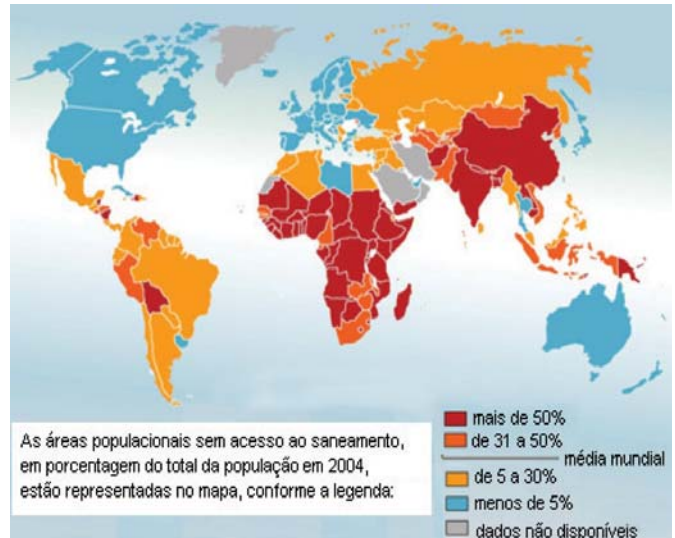 As áreas populacionais sem acesso ao saneamento,
em porcentagem do total da população em 2004,
estão representadas no mapa, conforme a legenda:
mais de 50%
de 31 a 50%
média mundial
de 5 a 30%
menos de 5%
dados não disponíveis